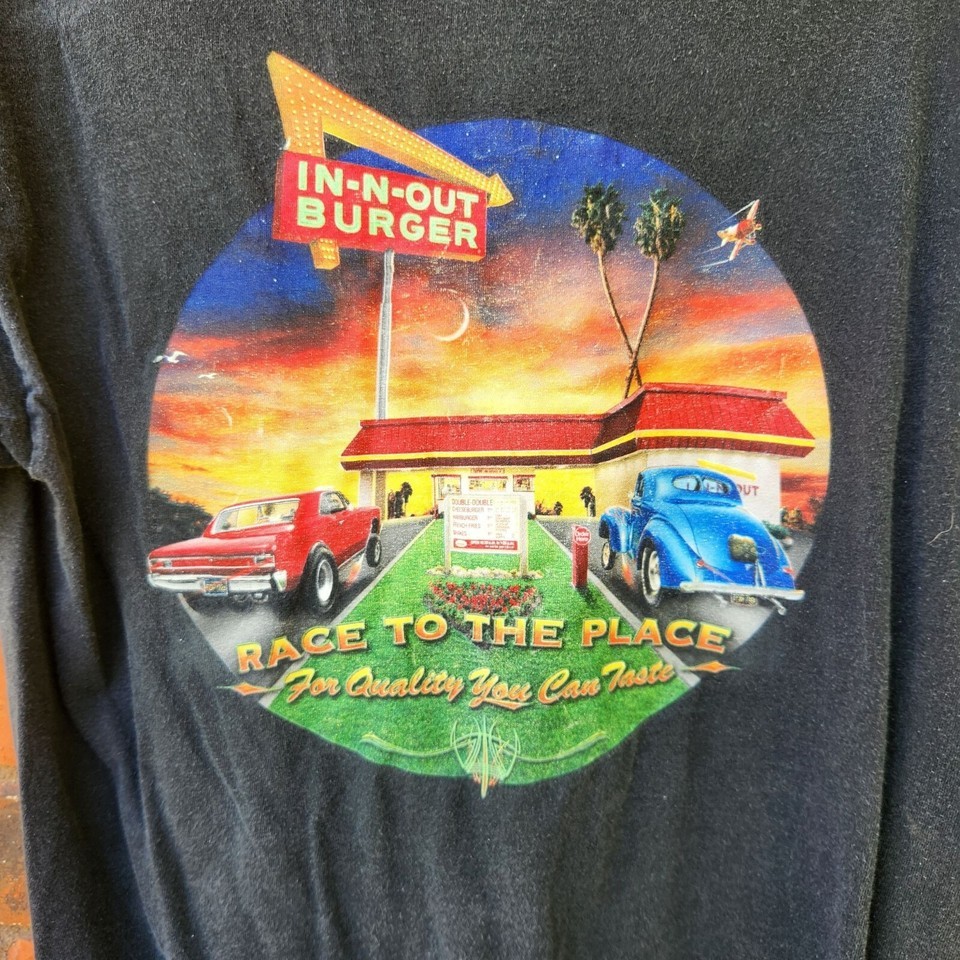 IN-N-OUT
BURGER
DOUBLE-DOUBLE
RACE TO THE PLACE
For Quality You Can Taste